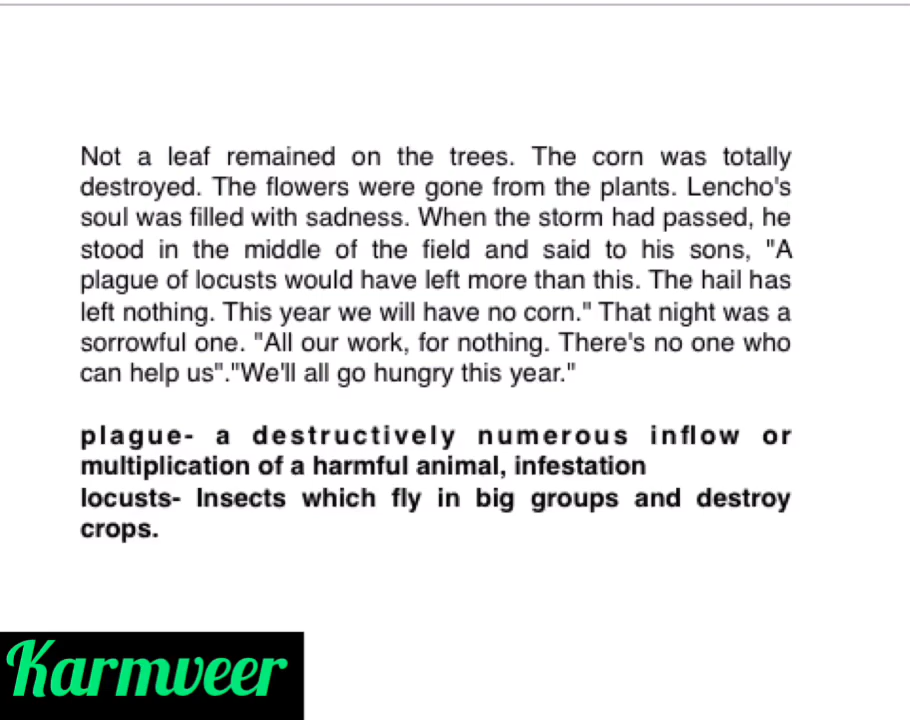 Not a leaf remained on the trees. The corn was totally
destroyed. The flowers were gone from the plants. Lencho's
soul was filled with sadness. When the storm had passed, he
stood in the middle of the field and said to his sons, "A
plague of locusts would have left more than this. The hail has
left nothing. This year we will have no corn." That night was a
sorrowful one. "All our work, for nothing. There's no one who
can help us"."We'll all go hungry this year."
plague- a destructively numerous inflow or
multiplication of a harmful animal, infestation
locusts- Insects which fly in big groups and destroy
crops.
Karmveer